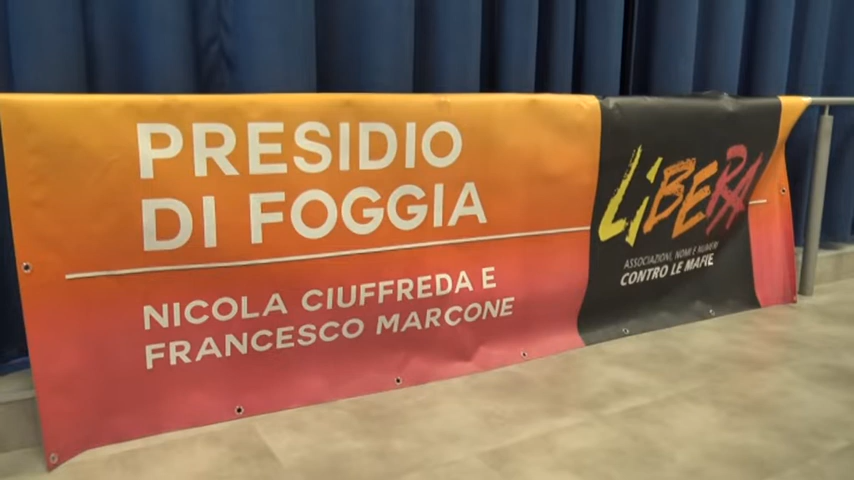 PRESIDIO
DI FOGGIA
NICOLA CIUFFREDA E
FRANCESCO MARCONE
LIBERA
ASSOCIAZIONI, NOMI E NUMERI
CONTRO LE MAFIE